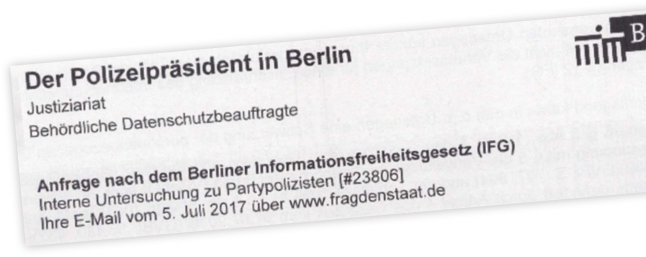 Der Polizeipräsident in Berlin
B
Justiziariat
Behördliche Datenschutzbeauftragte
Anfrage nach dem Berliner Informationsfreiheitsgesetz (IFG)
Interne Untersuchung zu Partypolizisten [#23806]
Ihre E-Mail vom 5. Juli 2017 über www.fragdenstaat.de